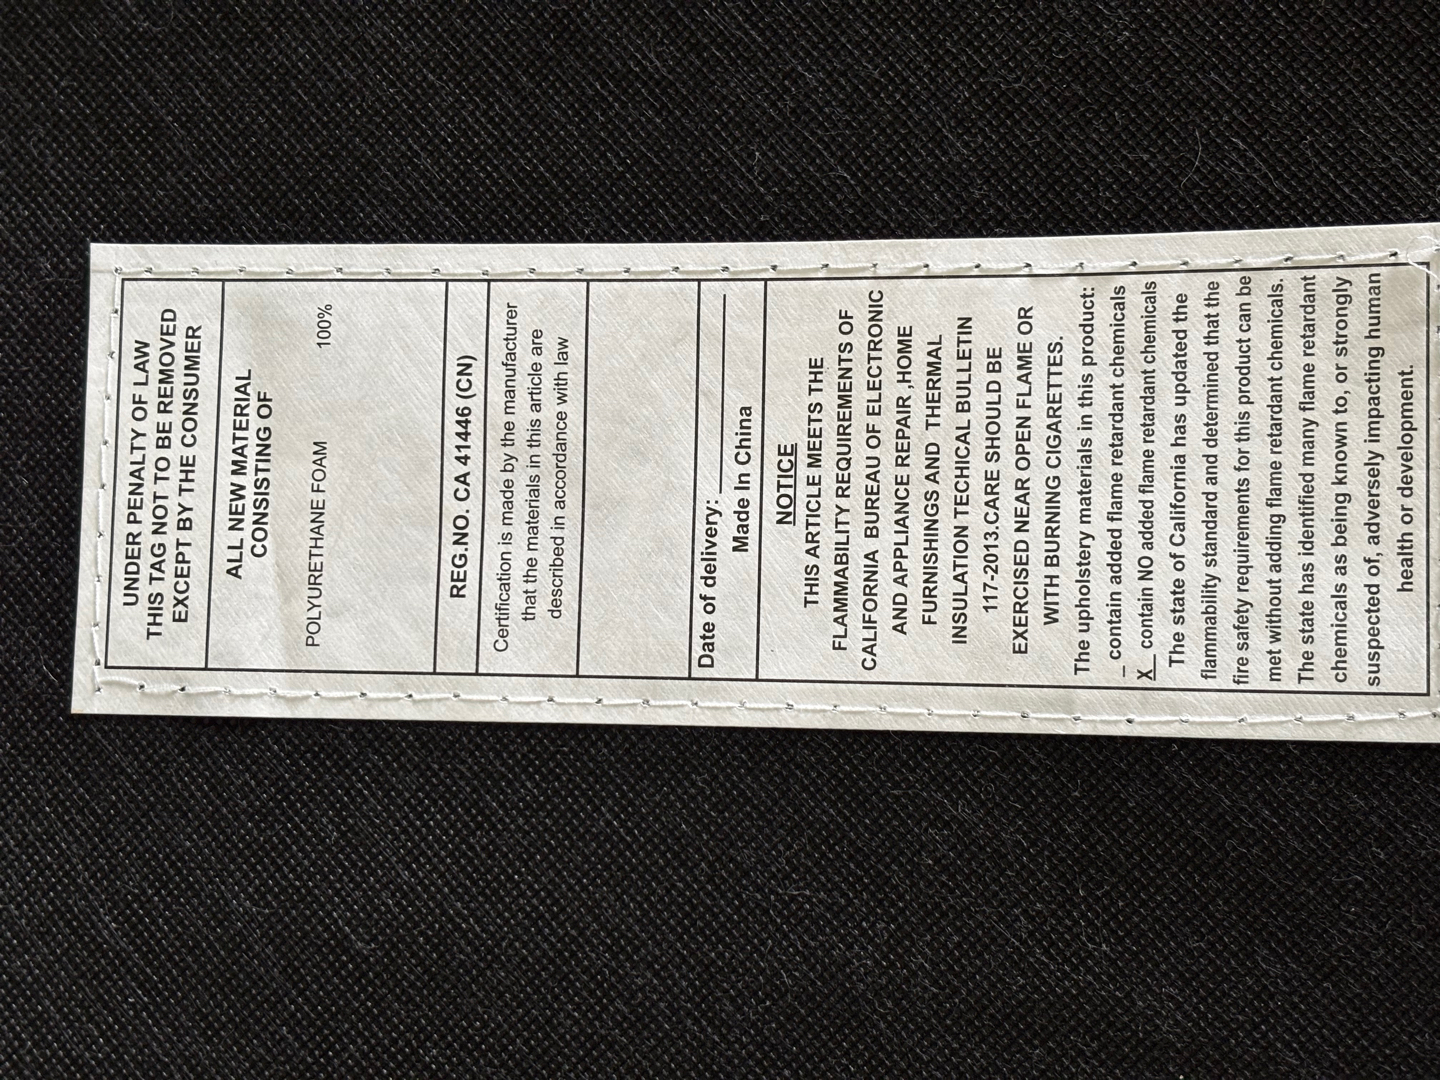 UNDER PENALTY OF LAW
THIS TAG NOT TO BE REMOVED
EXCEPT BY THE CONSUMER
ALL NEW MATERIAL
CONSISTING OF
POLYURETHANE FOAM 100%
REG.NO. CA 41446 (CN)
Certification is made by the manufacturer
that the materials in this article are
described in accordance with law
Date of delivery: ________
Made In China
NOTICE
THIS ARTICLE MEETS THE
FLAMMABILITY REQUIREMENTS OF
CALIFORNIA BUREAU OF ELECTRONIC
AND APPLIANCE REPAIR ,HOME
FURNISHINGS AND THERMAL
INSULATION TECHICAL BULLETIN
117-2013.CARE SHOULD BE
EXERCISED NEAR OPEN FLAME OR
WITH BURNING CIGARETTES.
The upholstery materials in this product:
_ contain added flame retardant chemicals
X_ contain NO added flame retardant chemicals
The state of California has updated the
flammability standard and determined that the
fire safety requirements for this product can be
met without adding flame retardant chemicals.
The state has identified many flame retardant
chemicals as being known to, or strongly
suspected of, adversely impacting human
health or development.